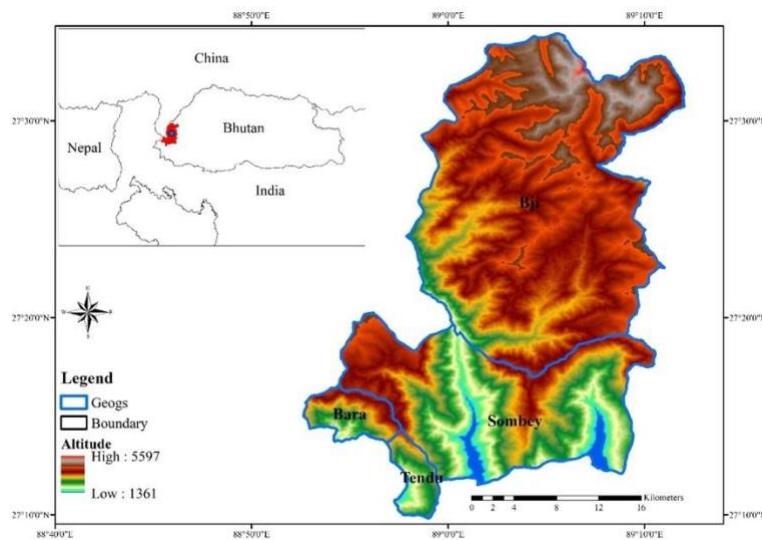 88°50'0"E 89°0'0"E 89°10'0"E
China
Nepal
Bhutan
India
27°30'0"N
27°30'0"N
Bji
27°20'0"N
27°20'0"N
N
W
S
Legend
Geogs
Boundary
Altitude
High : 5597
Low : 1361
Bara
Sombey
Tendu
0 2 4 8 12 16
Kilometers
27°10'0"N
27°10'0"N
88°40'0"E 88°50'0"E 89°0'0"E 89°10'0"E